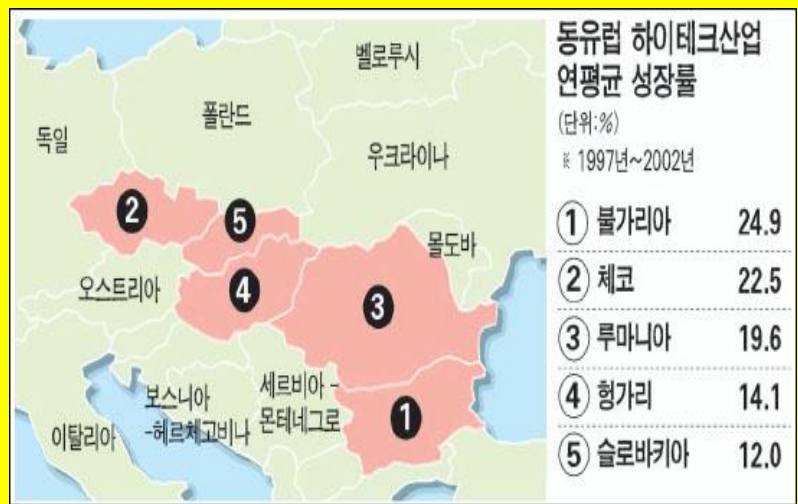 동유럽 하이테크산업
연평균 성장률
(단위:%)
※ 1997년~2002년
① 불가리아 24.9
② 체코 22.5
③ 루마니아 19.6
④ 헝가리 14.1
⑤ 슬로바키아 12.0
벨로루시
폴란드
독일
우크라이나
2
5
몰도바
오스트리아
4
3
세르비아-
몬테네그로
보스니아
-헤르체고비나
1
이탈리아